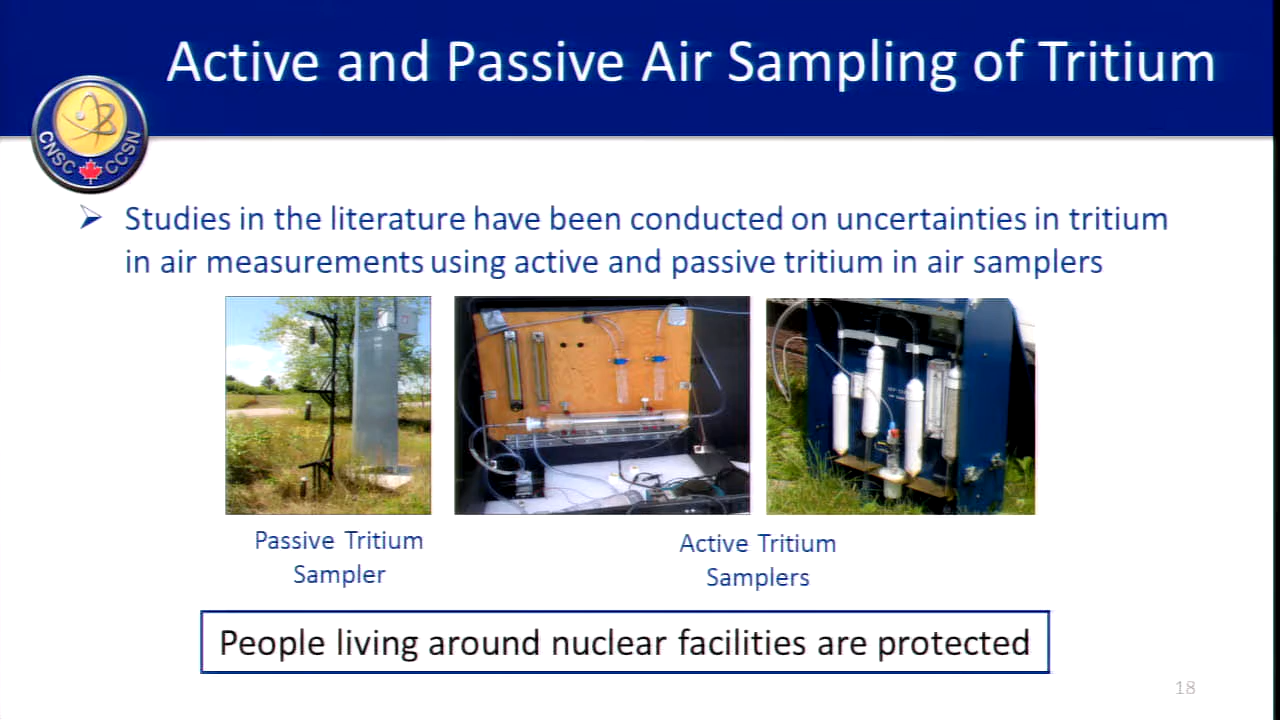 Active and Passive Air Sampling of Tritium
CNSC CCSN
Studies in the literature have been conducted on uncertainties in tritium
in air measurements using active and passive tritium in air samplers
Passive Tritium
Sampler
Active Tritium
Samplers
People living around nuclear facilities are protected
18